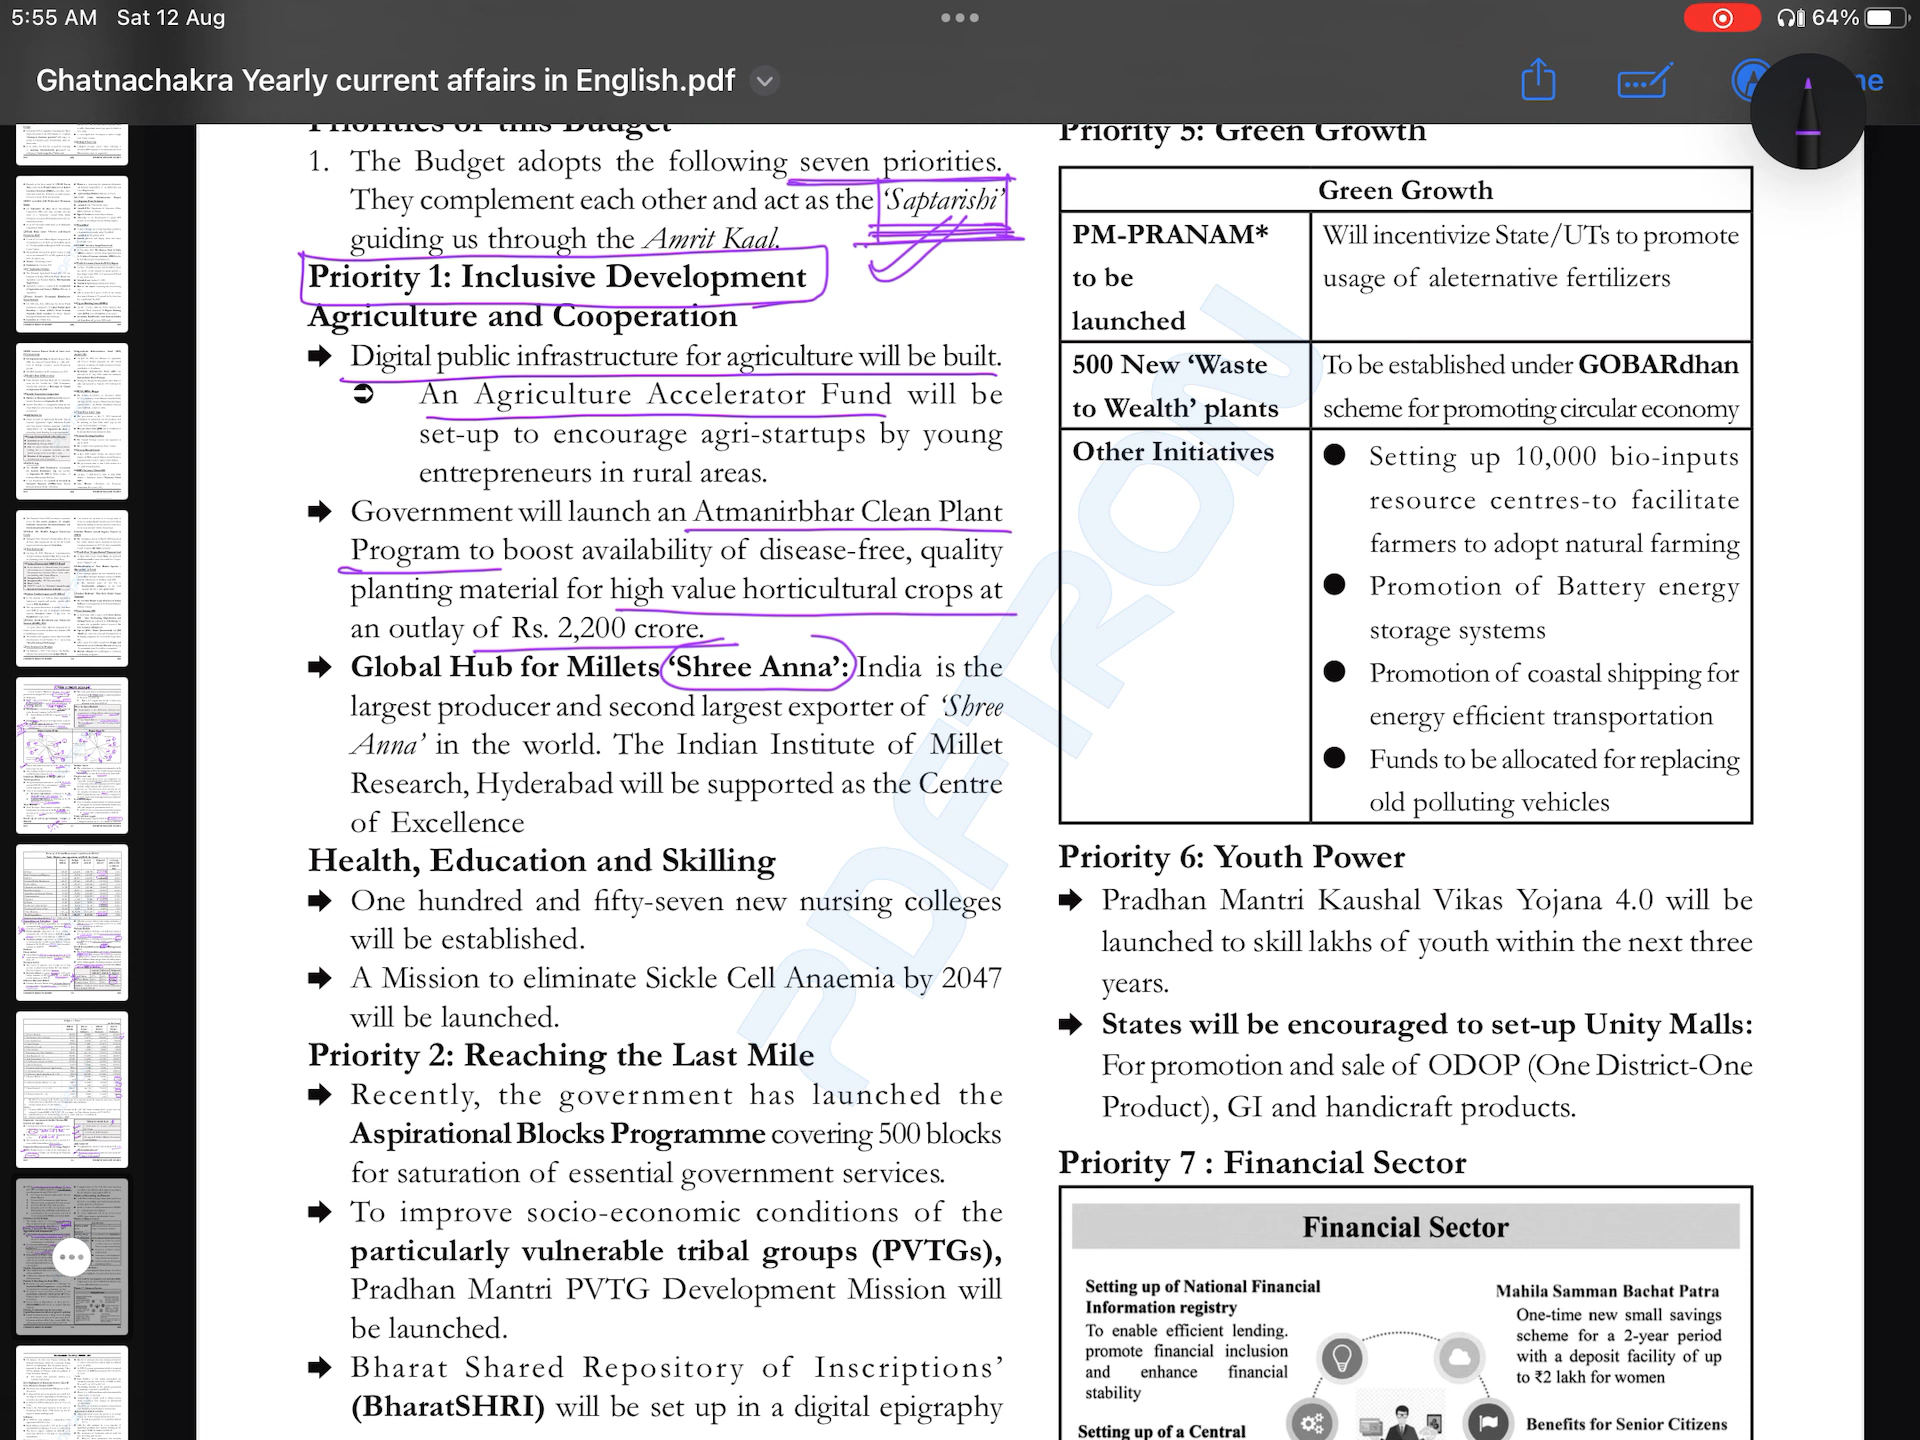 5:55 AM Sat 12 Aug
64%
Ghatnachakra Yearly current affairs in English.pdf
Priorities of this Budget
1. The Budget adopts the following seven priorities.
They complement each other and act as the ‘Saptarishi’
guiding us through the Amrit Kaal.
Priority 1: Inclusive Development
Agriculture and Cooperation
Digital public infrastructure for agriculture will be built.
An Agriculture Accelerator Fund will be
set-up to encourage agri-startups by young
entrepreneurs in rural areas.
Government will launch an Atmanirbhar Clean Plant
Program to boost availability of disease-free, quality
planting material for high value horticultural crops at
an outlay of Rs. 2,200 crore.
Global Hub for Millets ‘Shree Anna’: India is the
largest producer and second largest exporter of ‘Shree
Anna’ in the world. The Indian Institute of Millet
Research, Hyderabad will be supported as the Centre
of Excellence
Health, Education and Skilling
One hundred and fifty-seven new nursing colleges
will be established.
A Mission to eliminate Sickle Cell Anaemia by 2047
will be launched.
Priority 2: Reaching the Last Mile
Recently, the government has launched the
Aspirational Blocks Programme covering 500 blocks
for saturation of essential government services.
To improve socio-economic conditions of the
particularly vulnerable tribal groups (PVTGs),
Pradhan Mantri PVTG Development Mission will
be launched.
Bharat Shared Repository of Inscriptions’
(BharatSHRI) will be set up in a digital epigraphy
Priority 5: Green Growth
Green Growth
PM-PRANAM*
to be
launched
Will incentivize State/UTs to promote
usage of aleternative fertilizers
500 New ‘Waste
to Wealth’ plants
To be established under GOBARdhan
scheme for promoting circular economy
Other Initiatives
Setting up 10,000 bio-inputs
resource centres-to facilitate
farmers to adopt natural farming
Promotion of Battery energy
storage systems
Promotion of coastal shipping for
energy efficient transportation
Funds to be allocated for replacing
old polluting vehicles
Priority 6: Youth Power
Pradhan Mantri Kaushal Vikas Yojana 4.0 will be
launched to skill lakhs of youth within the next three
years.
States will be encouraged to set-up Unity Malls:
For promotion and sale of ODOP (One District-One
Product), GI and handicraft products.
Priority 7 : Financial Sector
Financial Sector
Setting up of National Financial
Information registry
To enable efficient lending.
promote financial inclusion
and enhance financial
stability
Setting up of a Central
Mahila Samman Bachat Patra
One-time new small savings
scheme for a 2-year period
with a deposit facility of up
to ₹2 lakh for women
Benefits for Senior Citizens
PDFTRON